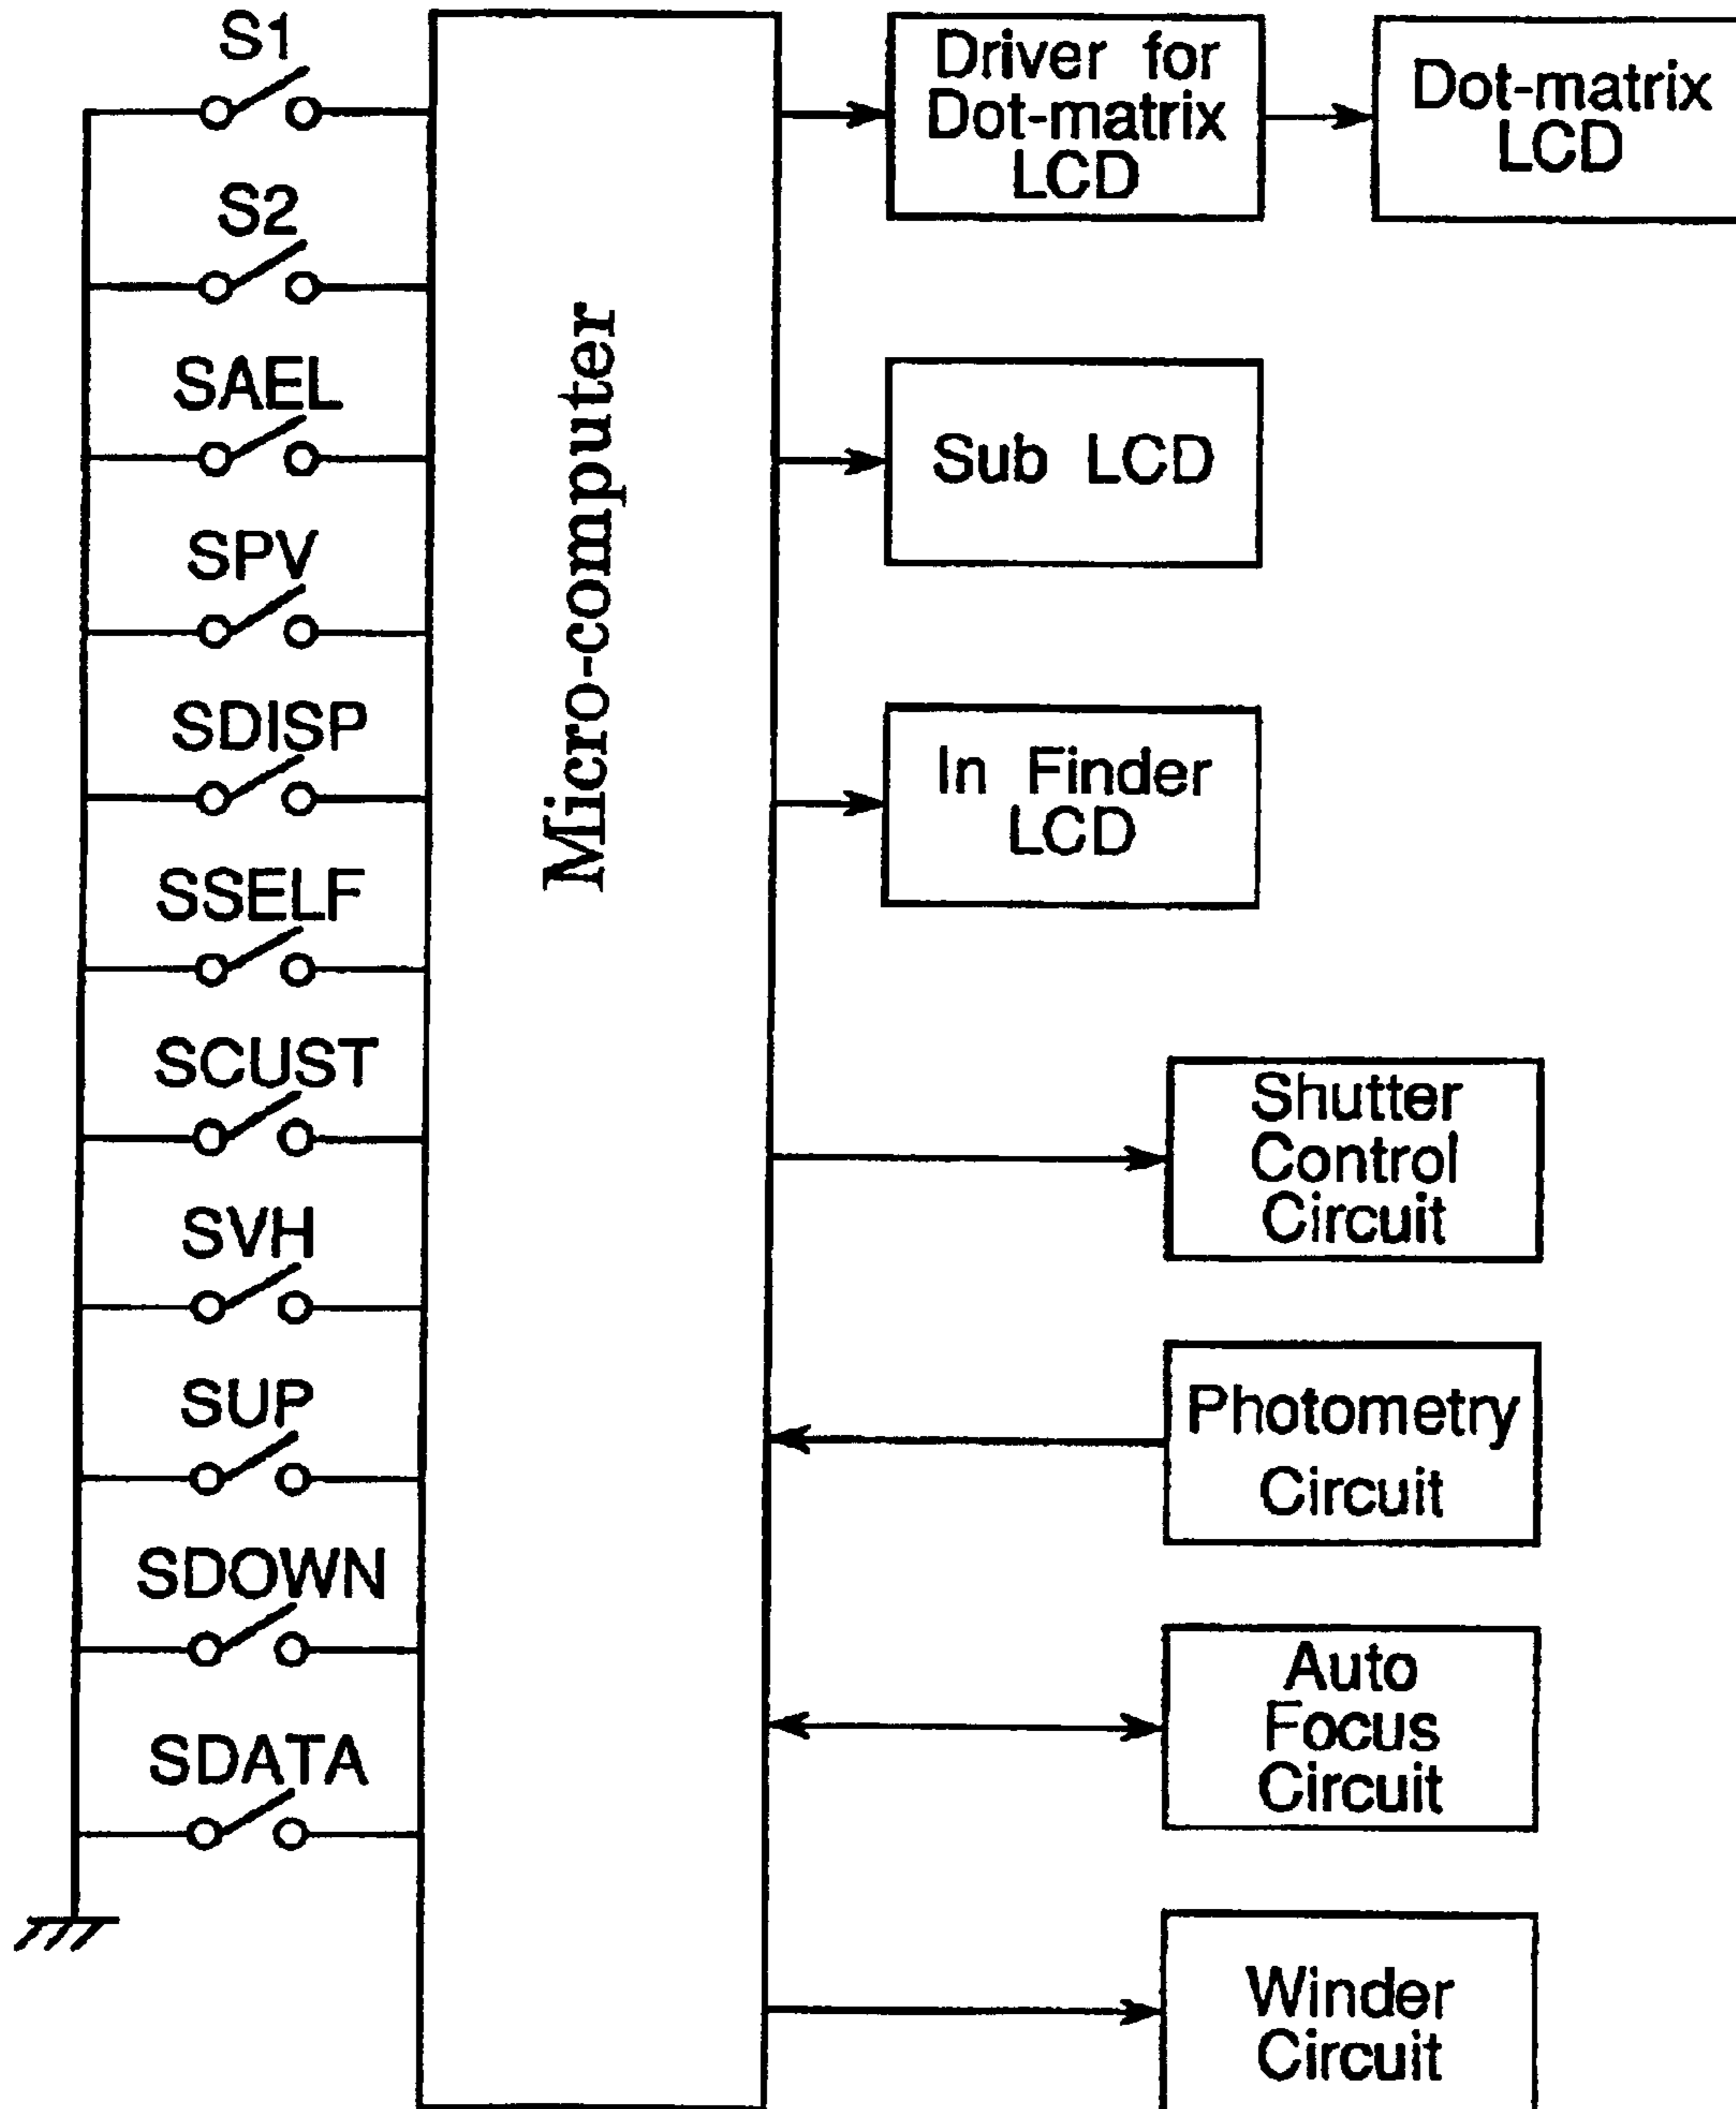 S1
S2
SAEL
SPV
SDISP
SSELF
SCUST
SVH
SUP
SDOWN
SDATA
Micro-computer
Driver for
Dot-matrix
LCD
Dot-matrix
LCD
Sub LCD
In Finder
LCD
Shutter
Control
Circuit
Photometry
Circuit
Auto
Focus
Circuit
Winder
Circuit